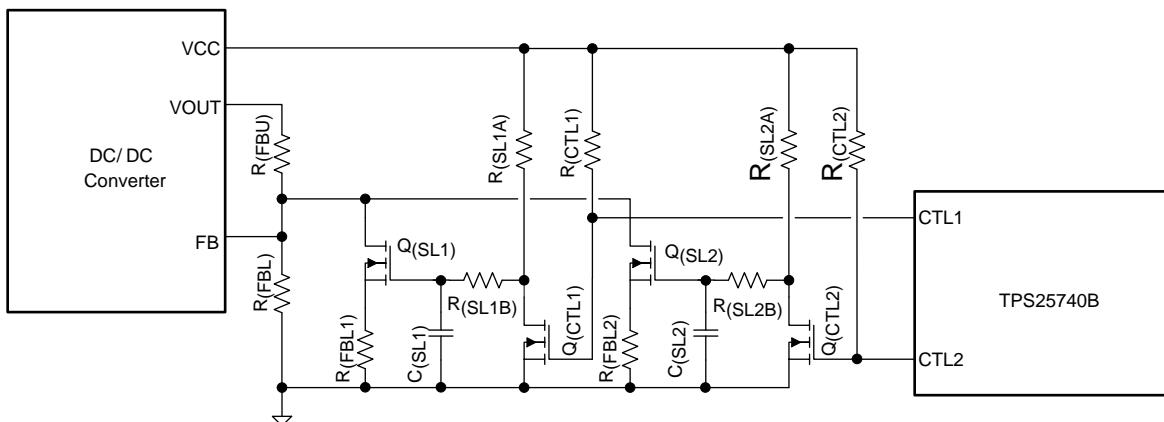 VCC
VOUT
DC/ DC
Converter
FB
R(FBU)
R(FBL)
R(SL1A)
R(CTL1)
R(SL2A)
R(CTL2)
Q(SL1)
R(SL1B)
Q(CTL1)
R(FBL1)
C(SL1)
Q(SL2)
R(SL2B)
Q(CTL2)
R(FBL2)
C(SL2)
CTL1
TPS25740B
CTL2